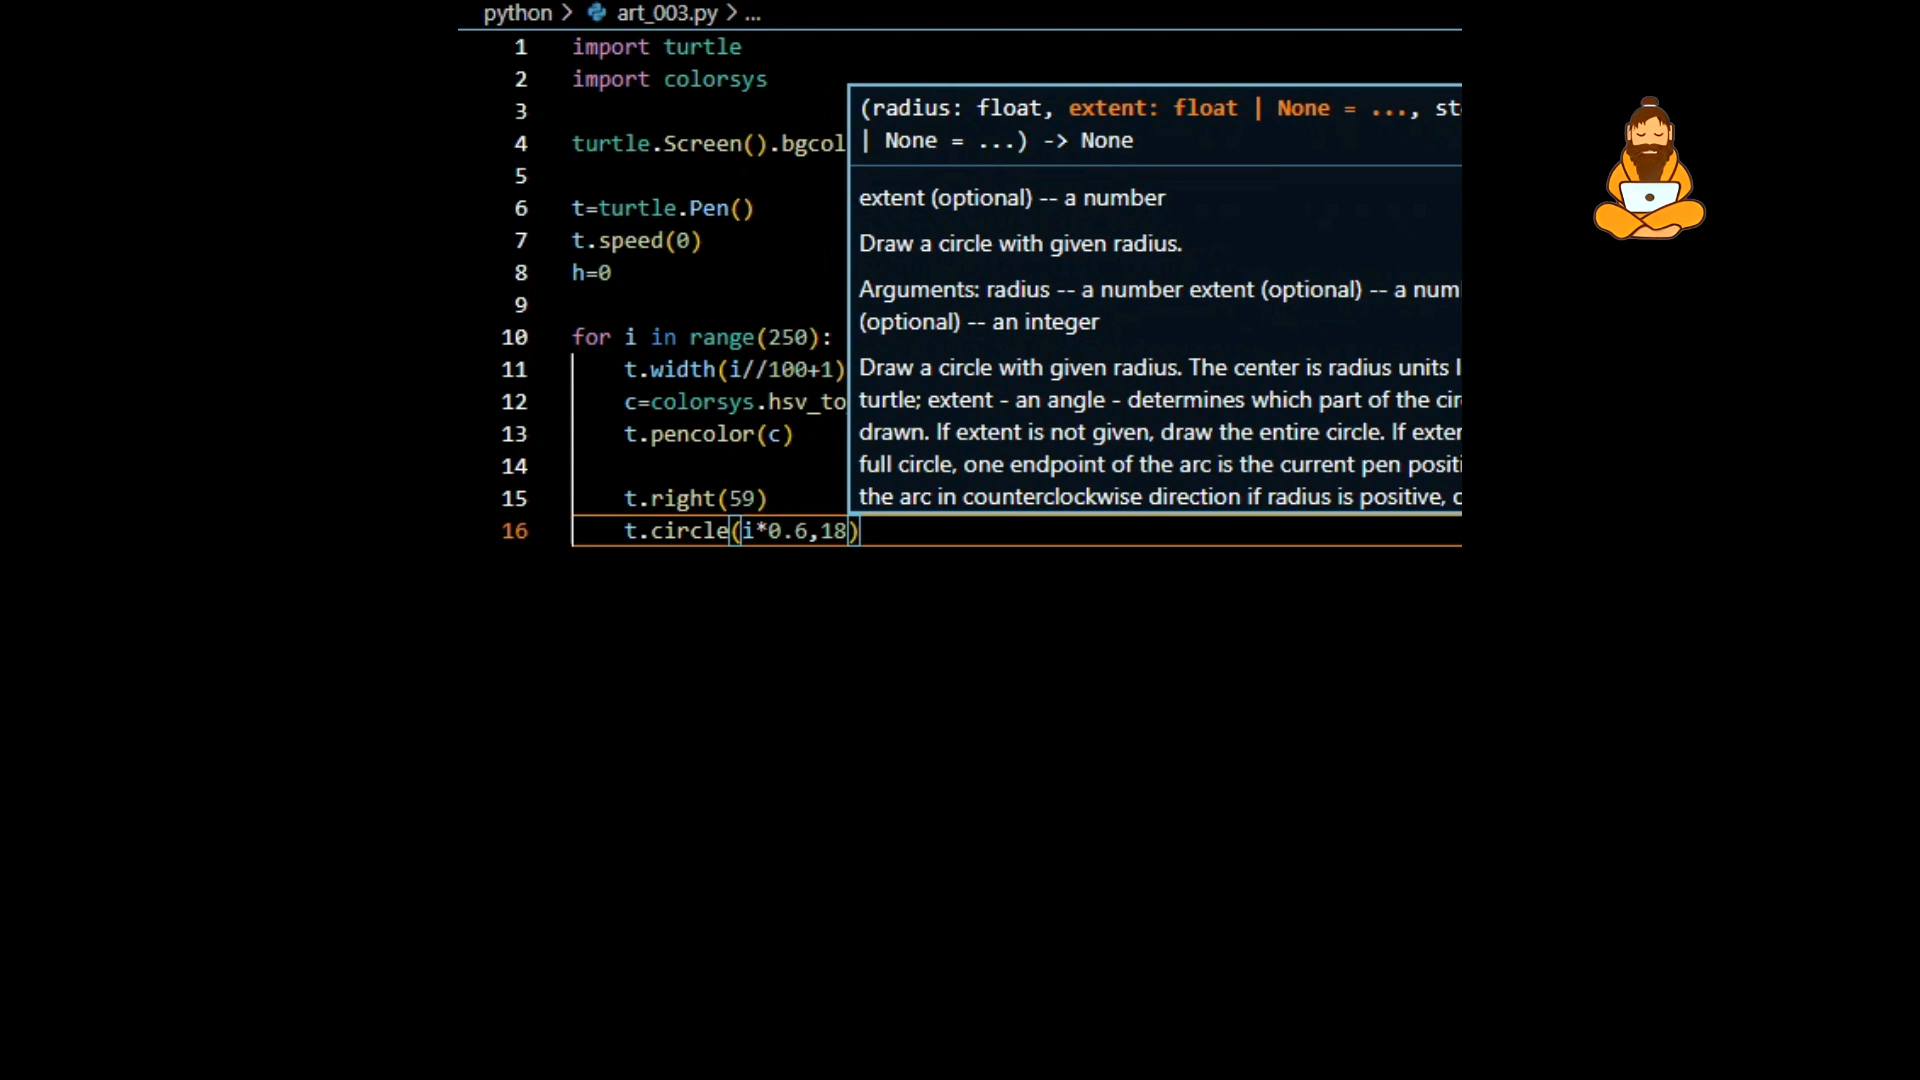 python > art_003.py > ...
1 import turtle
2 import colorsys
3
4 turtle.Screen().bgcol
5
6 t=turtle.Pen()
7 t.speed(0)
8 h=0
9
10 for i in range(250):
11 t.width(i//100+1)
12 c=colorsys.hsv_to
13 t.pencolor(c)
14
15 t.right(59)
16 t.circle(i*0.6,18)
(radius: float, extent: float | None = ..., st
| None = ...) -> None
extent (optional) -- a number
Draw a circle with given radius.
Arguments: radius -- a number extent (optional) -- a num
(optional) -- an integer
Draw a circle with given radius. The center is radius units l
turtle; extent - an angle - determines which part of the cir
drawn. If extent is not given, draw the entire circle. If exten
full circle, one endpoint of the arc is the current pen positi
the arc in counterclockwise direction if radius is positive,